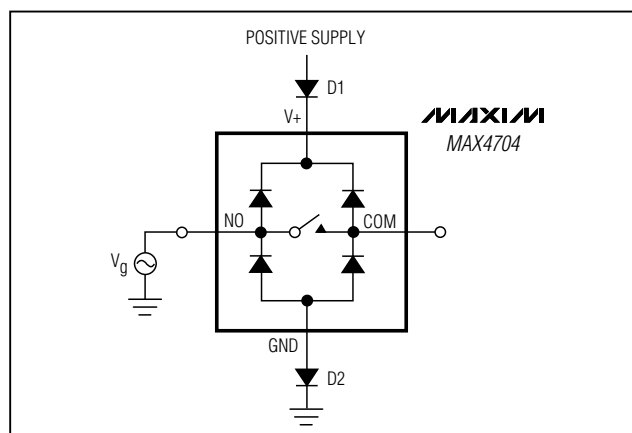 POSITIVE SUPPLY
D1
V+
MAXIM
MAX4704
NO
COM
Vg
GND
D2